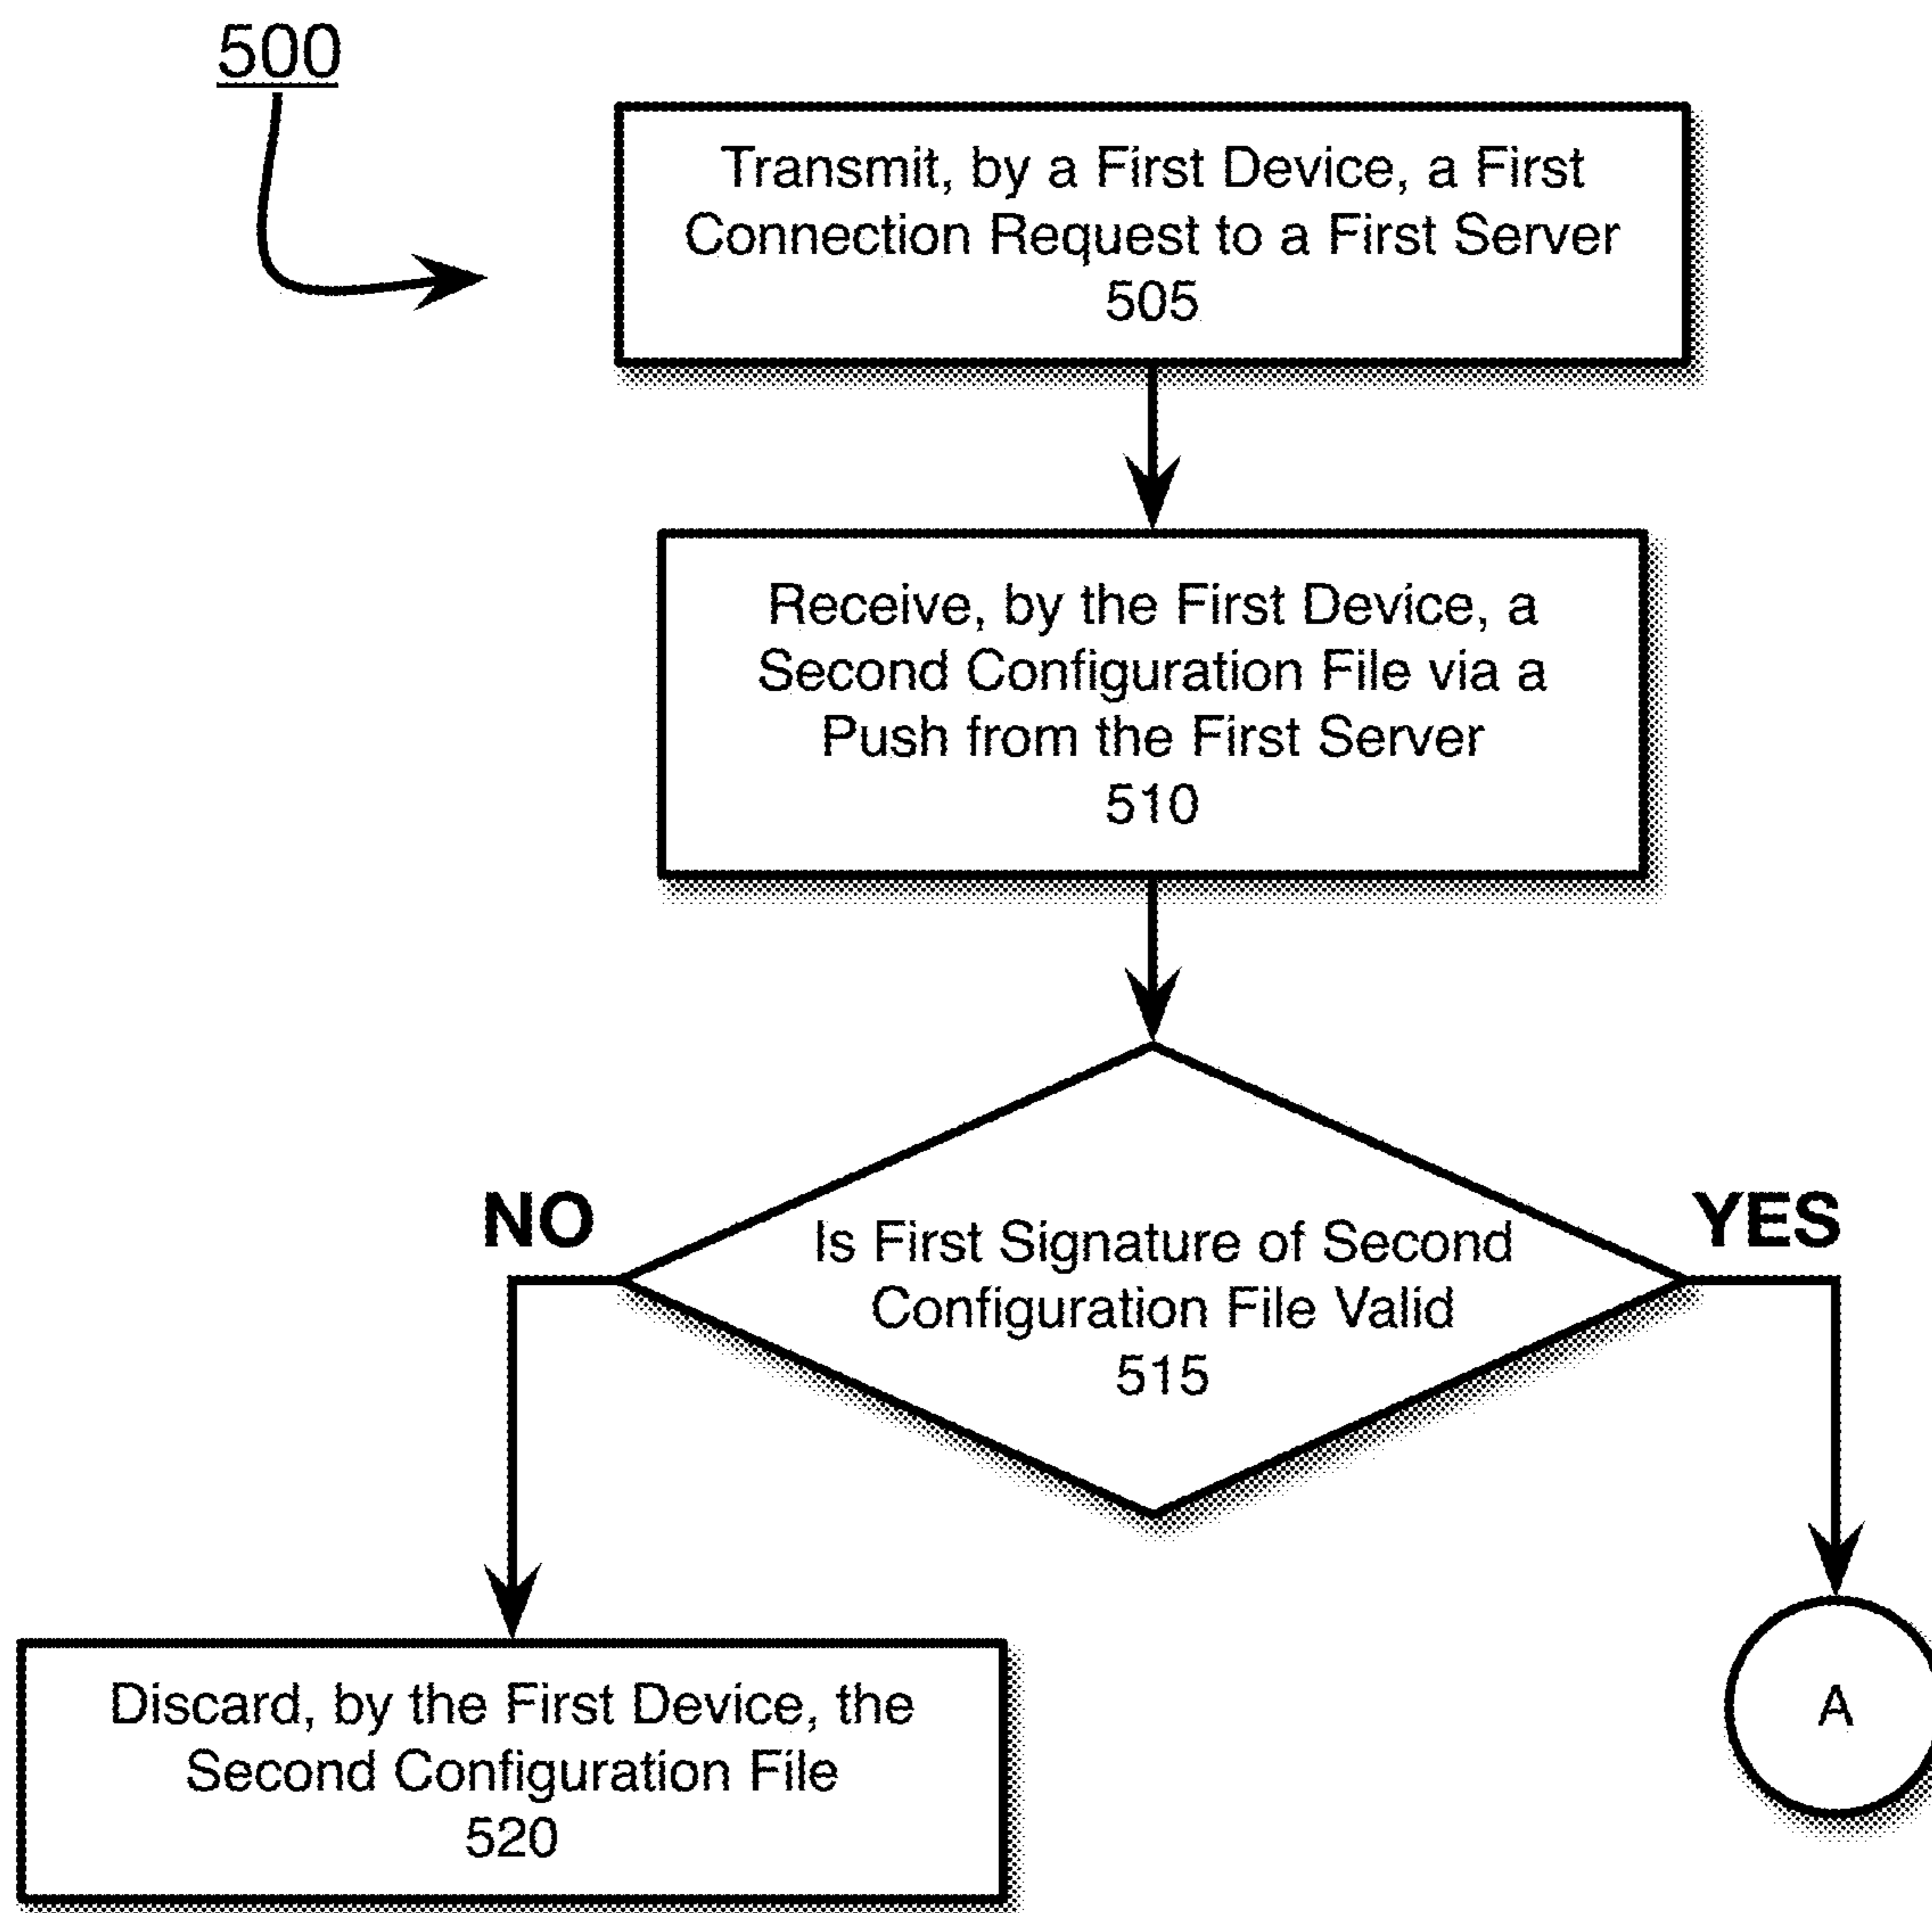 500
Transmit, by a First Device, a First
Connection Request to a First Server
505
Receive, by the First Device, a
Second Configuration File via a
Push from the First Server
510
NO
YES
Is First Signature of Second
Configuration File Valid
515
Discard, by the First Device, the
Second Configuration File
520
A